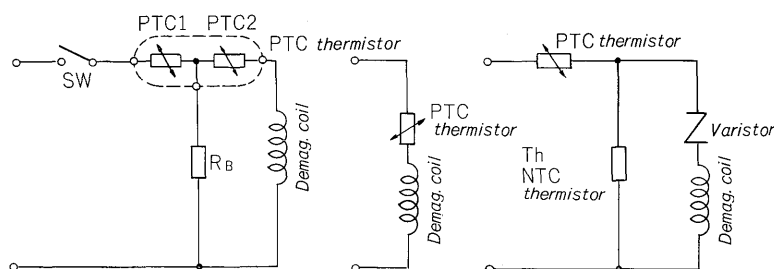 PTC1 PTC2
PTC thermistor
SW
RB
Demag. coil
PTC
thermistor
Demag. coil
PTC thermistor
Th
NTC
thermistor
Varistor
Demag. coil